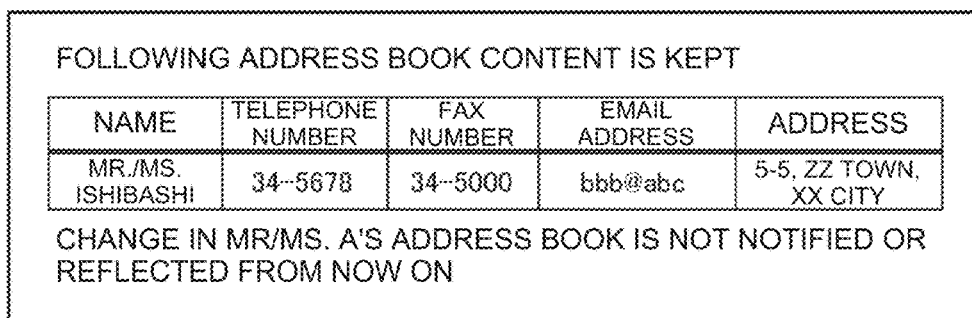 FOLLOWING ADDRESS BOOK CONTENT IS KEPT
NAME TELEPHONE NUMBER FAX NUMBER EMAIL ADDRESS ADDRESS
MR./MS. ISHIBASHI 34-5678 34-5000 bbb@abc 5-5, ZZ TOWN, XX CITY
CHANGE IN MR/MS. A'S ADDRESS BOOK IS NOT NOTIFIED OR
REFLECTED FROM NOW ON